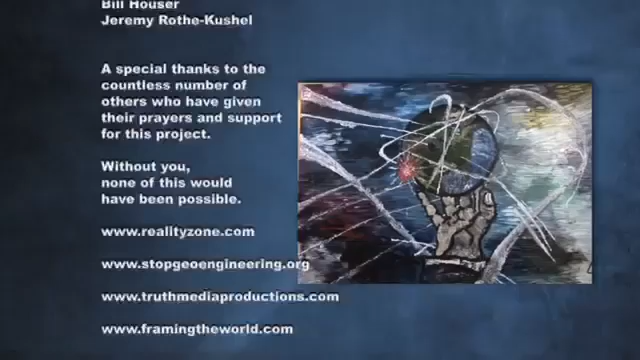 Bill Houser
Jeremy Rothe-Kushel
A special thanks to the
countless number of
others who have given
their prayers and support
for this project.
Without you,
none of this would
have been possible.
www.realityzone.com
www.stopgeoengineering.org
www.truthmediaproductions.com
www.framingtheworld.com